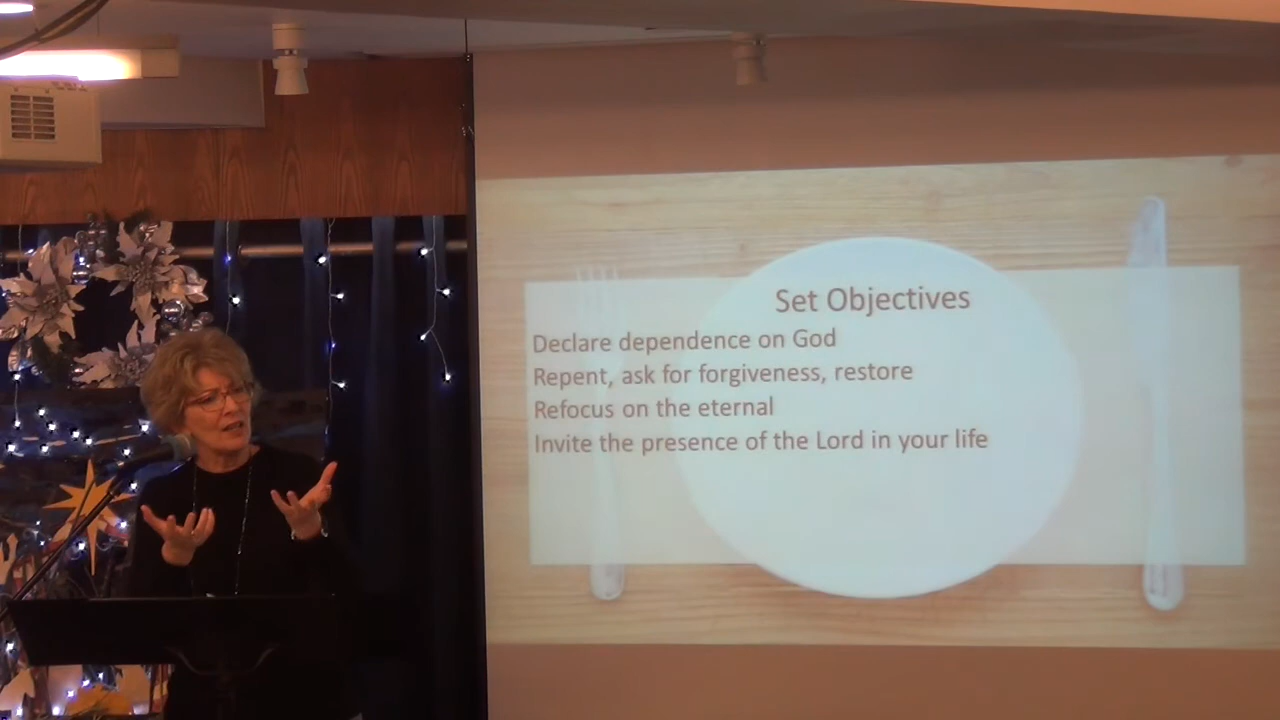 Set Objectives
Declare dependence on God
Repent, ask for forgiveness, restore
Refocus on the eternal
Invite the presence of the Lord in your life